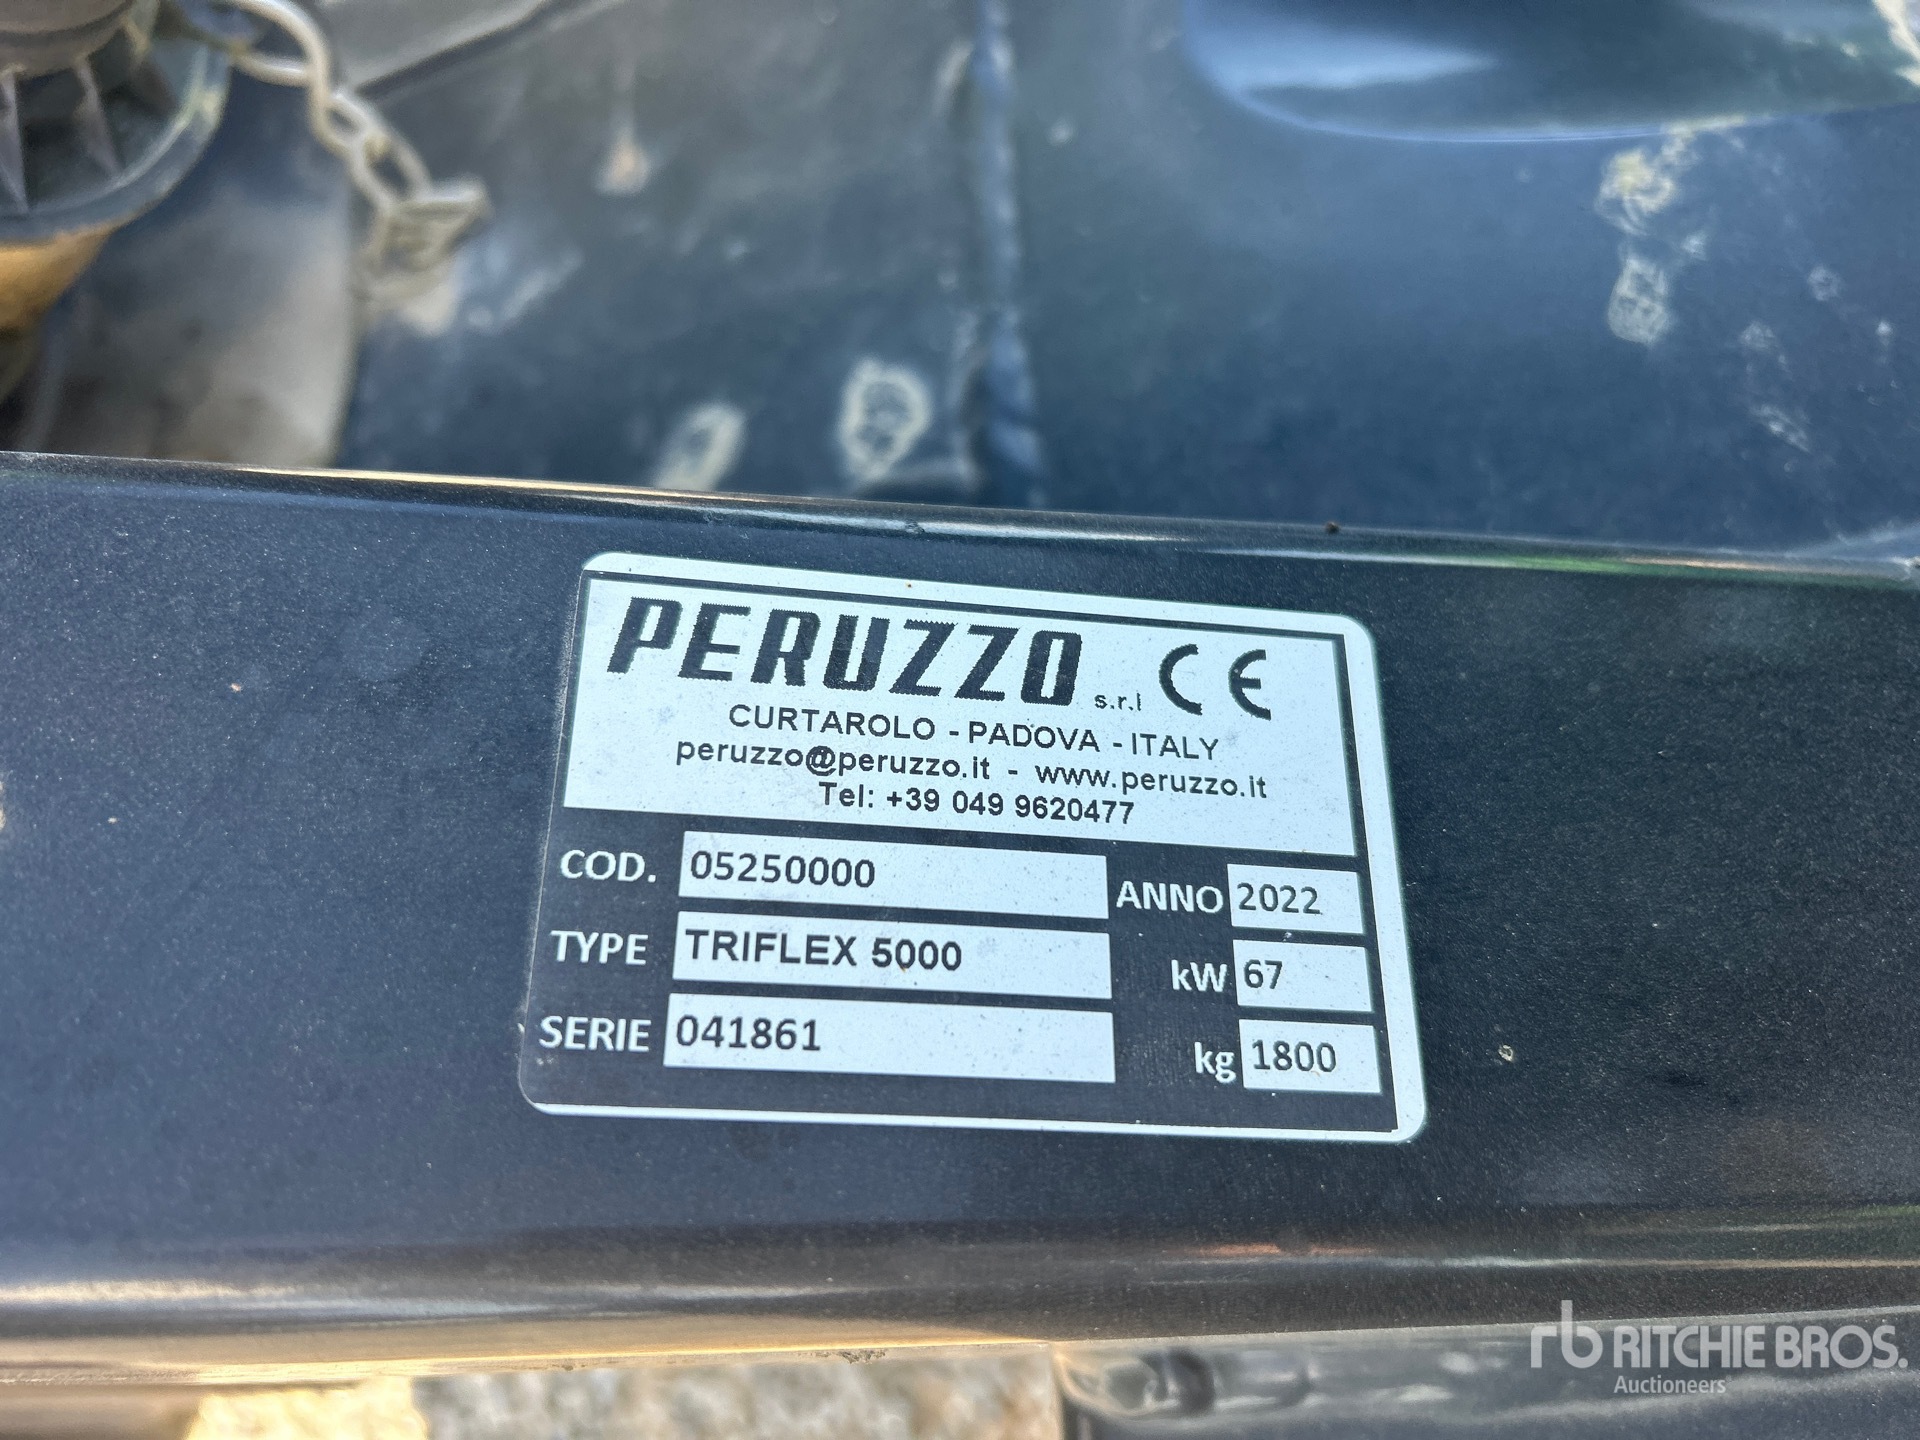 PERUZZO s.r.l CE
CURTAROLO - PADOVA - ITALY
peruzzo@peruzzo.it - www.peruzzo.it
Tel: +39 049 9620477
COD. 05250000 ANNO 2022
TYPE TRIFLEX 5000 kW 67
SERIE 041861 kg 1800
rb RITCHIE BROS.
Auctioneers